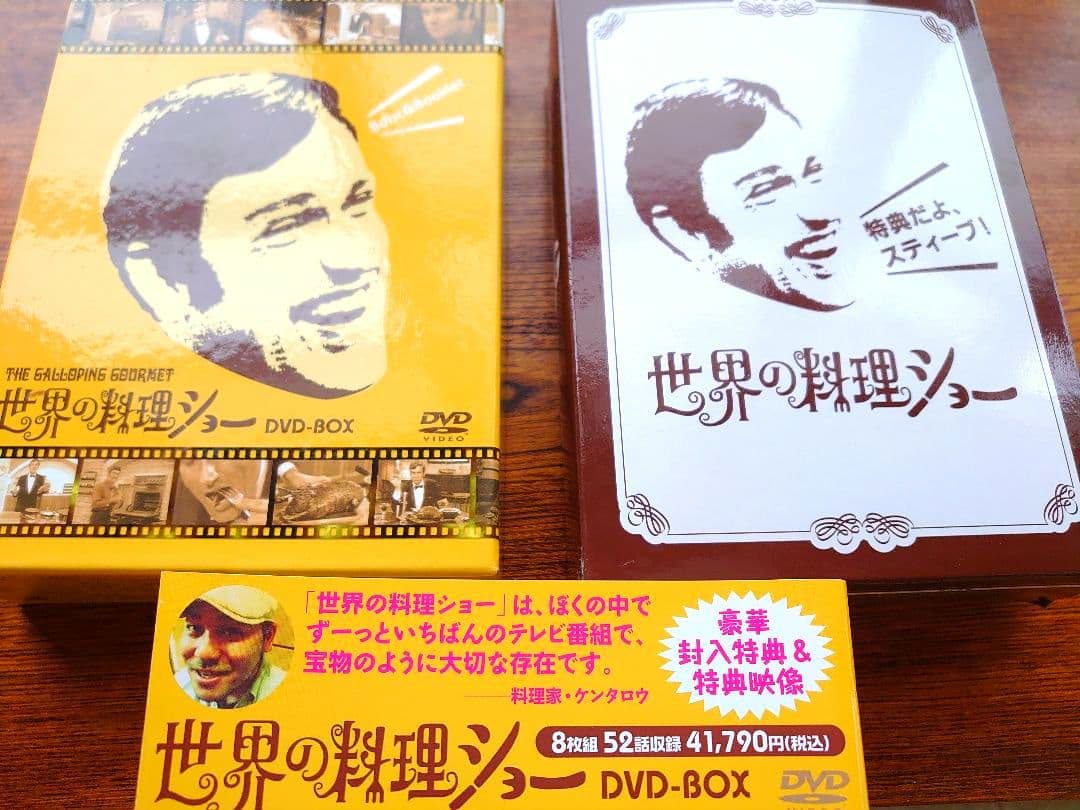 8disc&Booklet
THE GALLOPING GOURMET
世界の料理ショー DVD-BOX
DVD
VIDEO
特典だよ、
スティーブ!
世界の料理ショー
「世界の料理ショー」は、ぼくの中で
ずーっといちばんのテレビ番組で、
宝物のように大切な存在です。
──料理家・ケンタロウ
豪華
封入特典&
特典映像
8枚組 52話収録 41,790円(税込)
世界の料理ショー DVD-BOX
DVD